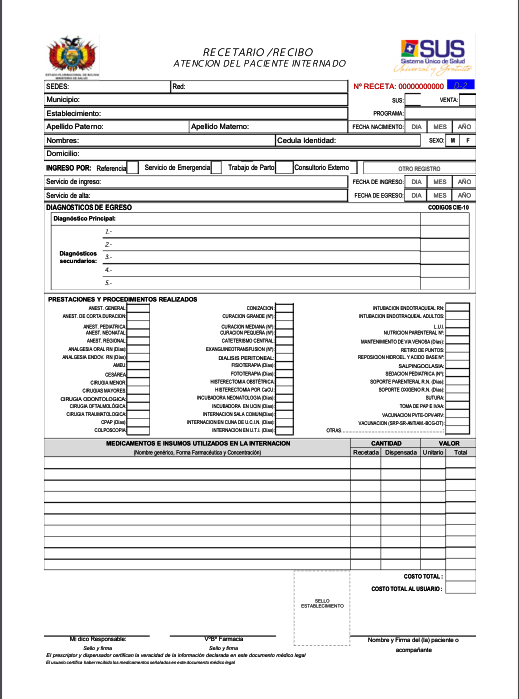 RECETARIO /RECIBO
ATENCION DEL PACIENTE INTERNADO
ESTADO PLURINACIONAL DE BOLIVIA
MINISTERIO DE SALUD
SUS
Sistema Único de Salud
Universal y Gratuito
SEDES: Red: Nº RECETA: 00000000000 D-2
Municipio: SUS: VENTA:
Establecimiento: PROGRAMA:
Apellido Paterno: Apellido Materno: FECHA NACIMIENTO: DIA MES AÑO
Nombres: Cedula Identidad: SEXO: M F
Domicilio:
INGRESO POR: Referencia Servicio de Emergencia Trabajo de Parto Consultorio Externo OTRO REGISTRO
Servicio de ingreso: FECHA DE INGRESO: DIA MES AÑO
Servicio de alta: FECHA DE EGRESO: DIA MES AÑO
DIAGNOSTICOS DE EGRESO CODIGOS CIE-10
Diagnóstico Principal:
Diagnósticos secundarios:
1.-
2.-
3.-
4.-
5.-
PRESTACIONES Y PROCEDIMIENTOS REALIZADOS
ANEST. GENERAL
ANEST. DE CORTA DURACION
ANEST. PEDIATRICA
ANEST. NEONATAL
ANEST. REGIONAL
ANALGESIA ORAL RN (Dias)
ANALGESIA ENDOV. RN (Dias)
AMEU
CESÁREA
CIRUGIA MENOR
CIRUGIAS MAYORES
CIRUGIA ODONTOLOGICA:
CIRUGIA OFTALMOLÓGICA
CIRUGIA TRAUMATOLOGICA
CPAP (Dias)
COLPOSCOPIA
CONIZACION:
CURACION GRANDE (Nº):
CURACION MEDIANA (Nº)
CURACION PEQUEÑA (Nº):
CATETERISMO CENTRAL:
EXANGUINEOTRANSFUSION (Nº):
DIALISIS PERITONEAL:
FISIOTERAPIA (Dias):
FOTOTERAPIA (Dias):
HISTERECTOMIA OBSTÉTRICA:
HISTERECTOMIA POR CaCU:
INCUBADORA NEONATOLOGIA (Dias):
INCUBADORA EN UCIN (Dias):
INTERNACION SALA COMUN(Dias):
INTERNACION EN CUNA DE U.C.I.N. (Dias):
INTERNACION EN U.T.I. (Dias):
INTUBACION ENDOTRAQUEAL RN:
INTUBACION ENDOTRAQUEAL ADULTOS:
L.I.U.
NUTRICION PARENTERAL Nº:
MANTENIMIENTO DE VIA VENOSA (Dias):
RETIRO DE PUNTOS:
REPOSICION HIDROEL. Y ACIDO BASE Nº:
SALPINGOCLASIA:
SEDACION PEDIATRICA (Nº):
SOPORTE PARENTERAL R.N. (Dias):
SOPORTE OXIGENO R.N. (Dias):
SUTURA:
TOMA DE PAP E IVAA:
VACUNACION PVTE-OPV/ARV:
VACUNACION (SRP-SR-ANTIAM.-BCG-DT):
OTRAS
MEDICAMENTOS E INSUMOS UTILIZADOS EN LA INTERNACION CANTIDAD VALOR
(Nombre genérico, Forma Farmacéutica y Concentración) Recetada Dispensada Unitario Total
COSTO TOTAL :
COSTO TOTAL AL USUARIO :
SELLO
ESTABLECIMIENTO
Mi dico Responsable: VºBº Farmacia Nombre y Firma del (la) paciente o
Sello y firma Sello y firma acompañante
El prescriptor y dispensador certifican la veracidad de la información declarada en este documento médico legal
El usuario certifica haber recibido los medicamentos señalados en este documento médico legal